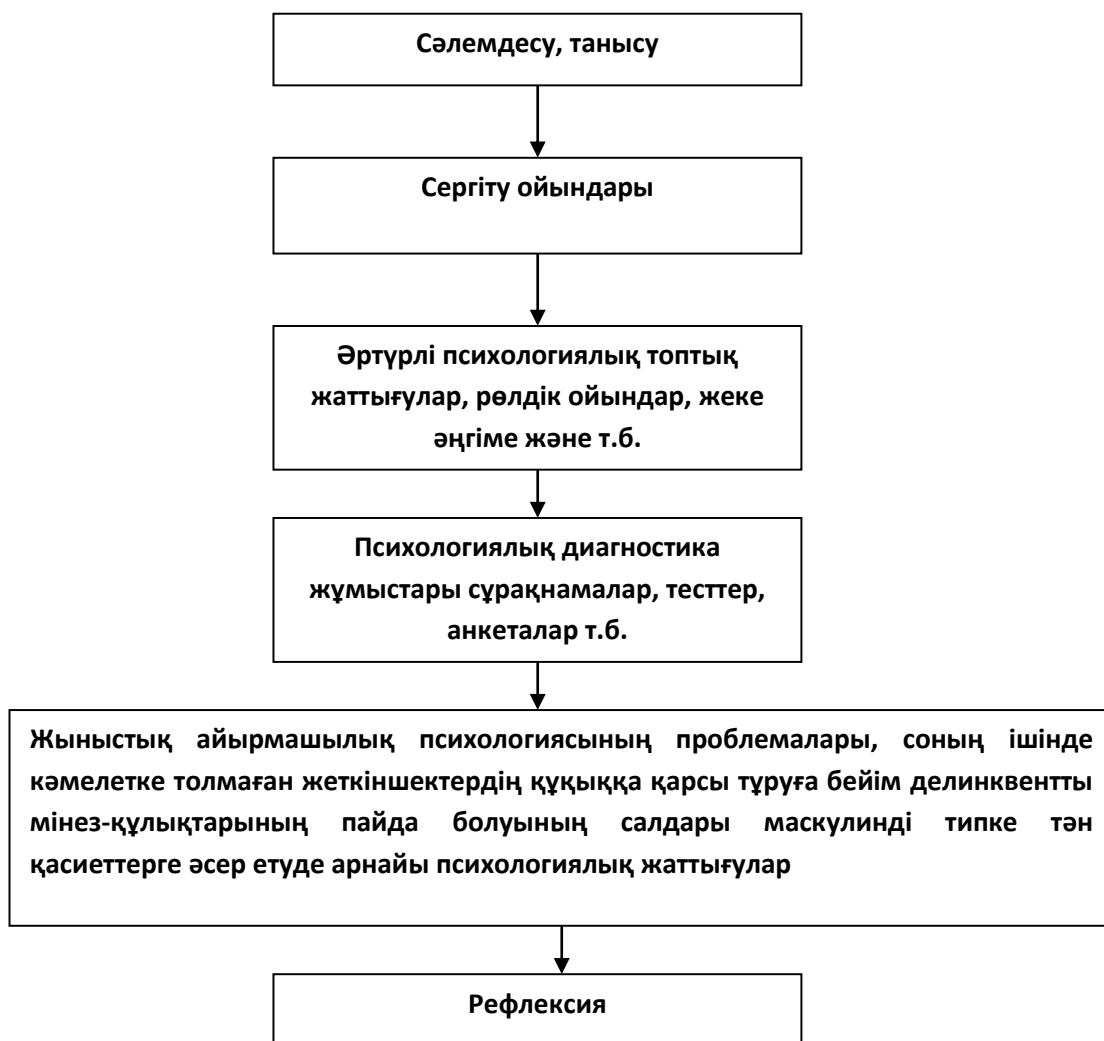 Сәлемдесу, танысу
Сергіту ойындары
Әртүрлі психологиялық топтық
жаттығулар, рөлдік ойындар, жеке
әңгіме және т.б.
Психологиялық диагностика
жұмыстары сұрақнамалар, тесттер,
анкеталар т.б.
Жыныстық айырмашылық психологиясының проблемалары, соның ішінде
кәмелетке толмаған жеткіншектердің құқыққа қарсы тұруға бейім делинквентты
мінез-құлықтарының пайда болуының салдары маскулинді типке тән
қасиеттерге әсер етуде арнайы психологиялық жаттығулар
Рефлексия